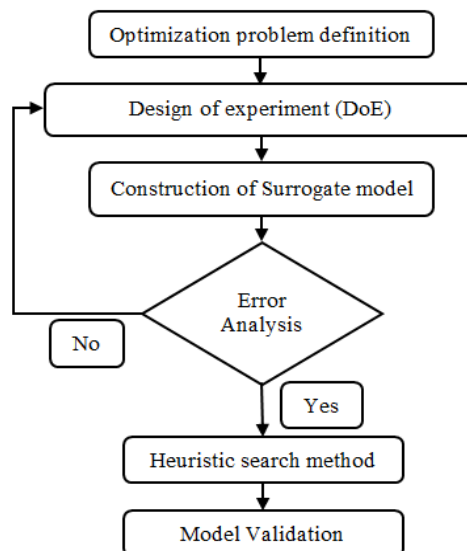 Optimization problem definition
Design of experiment (DoE)
Construction of Surrogate model
Error
Analysis
No
Yes
Heuristic search method
Model Validation